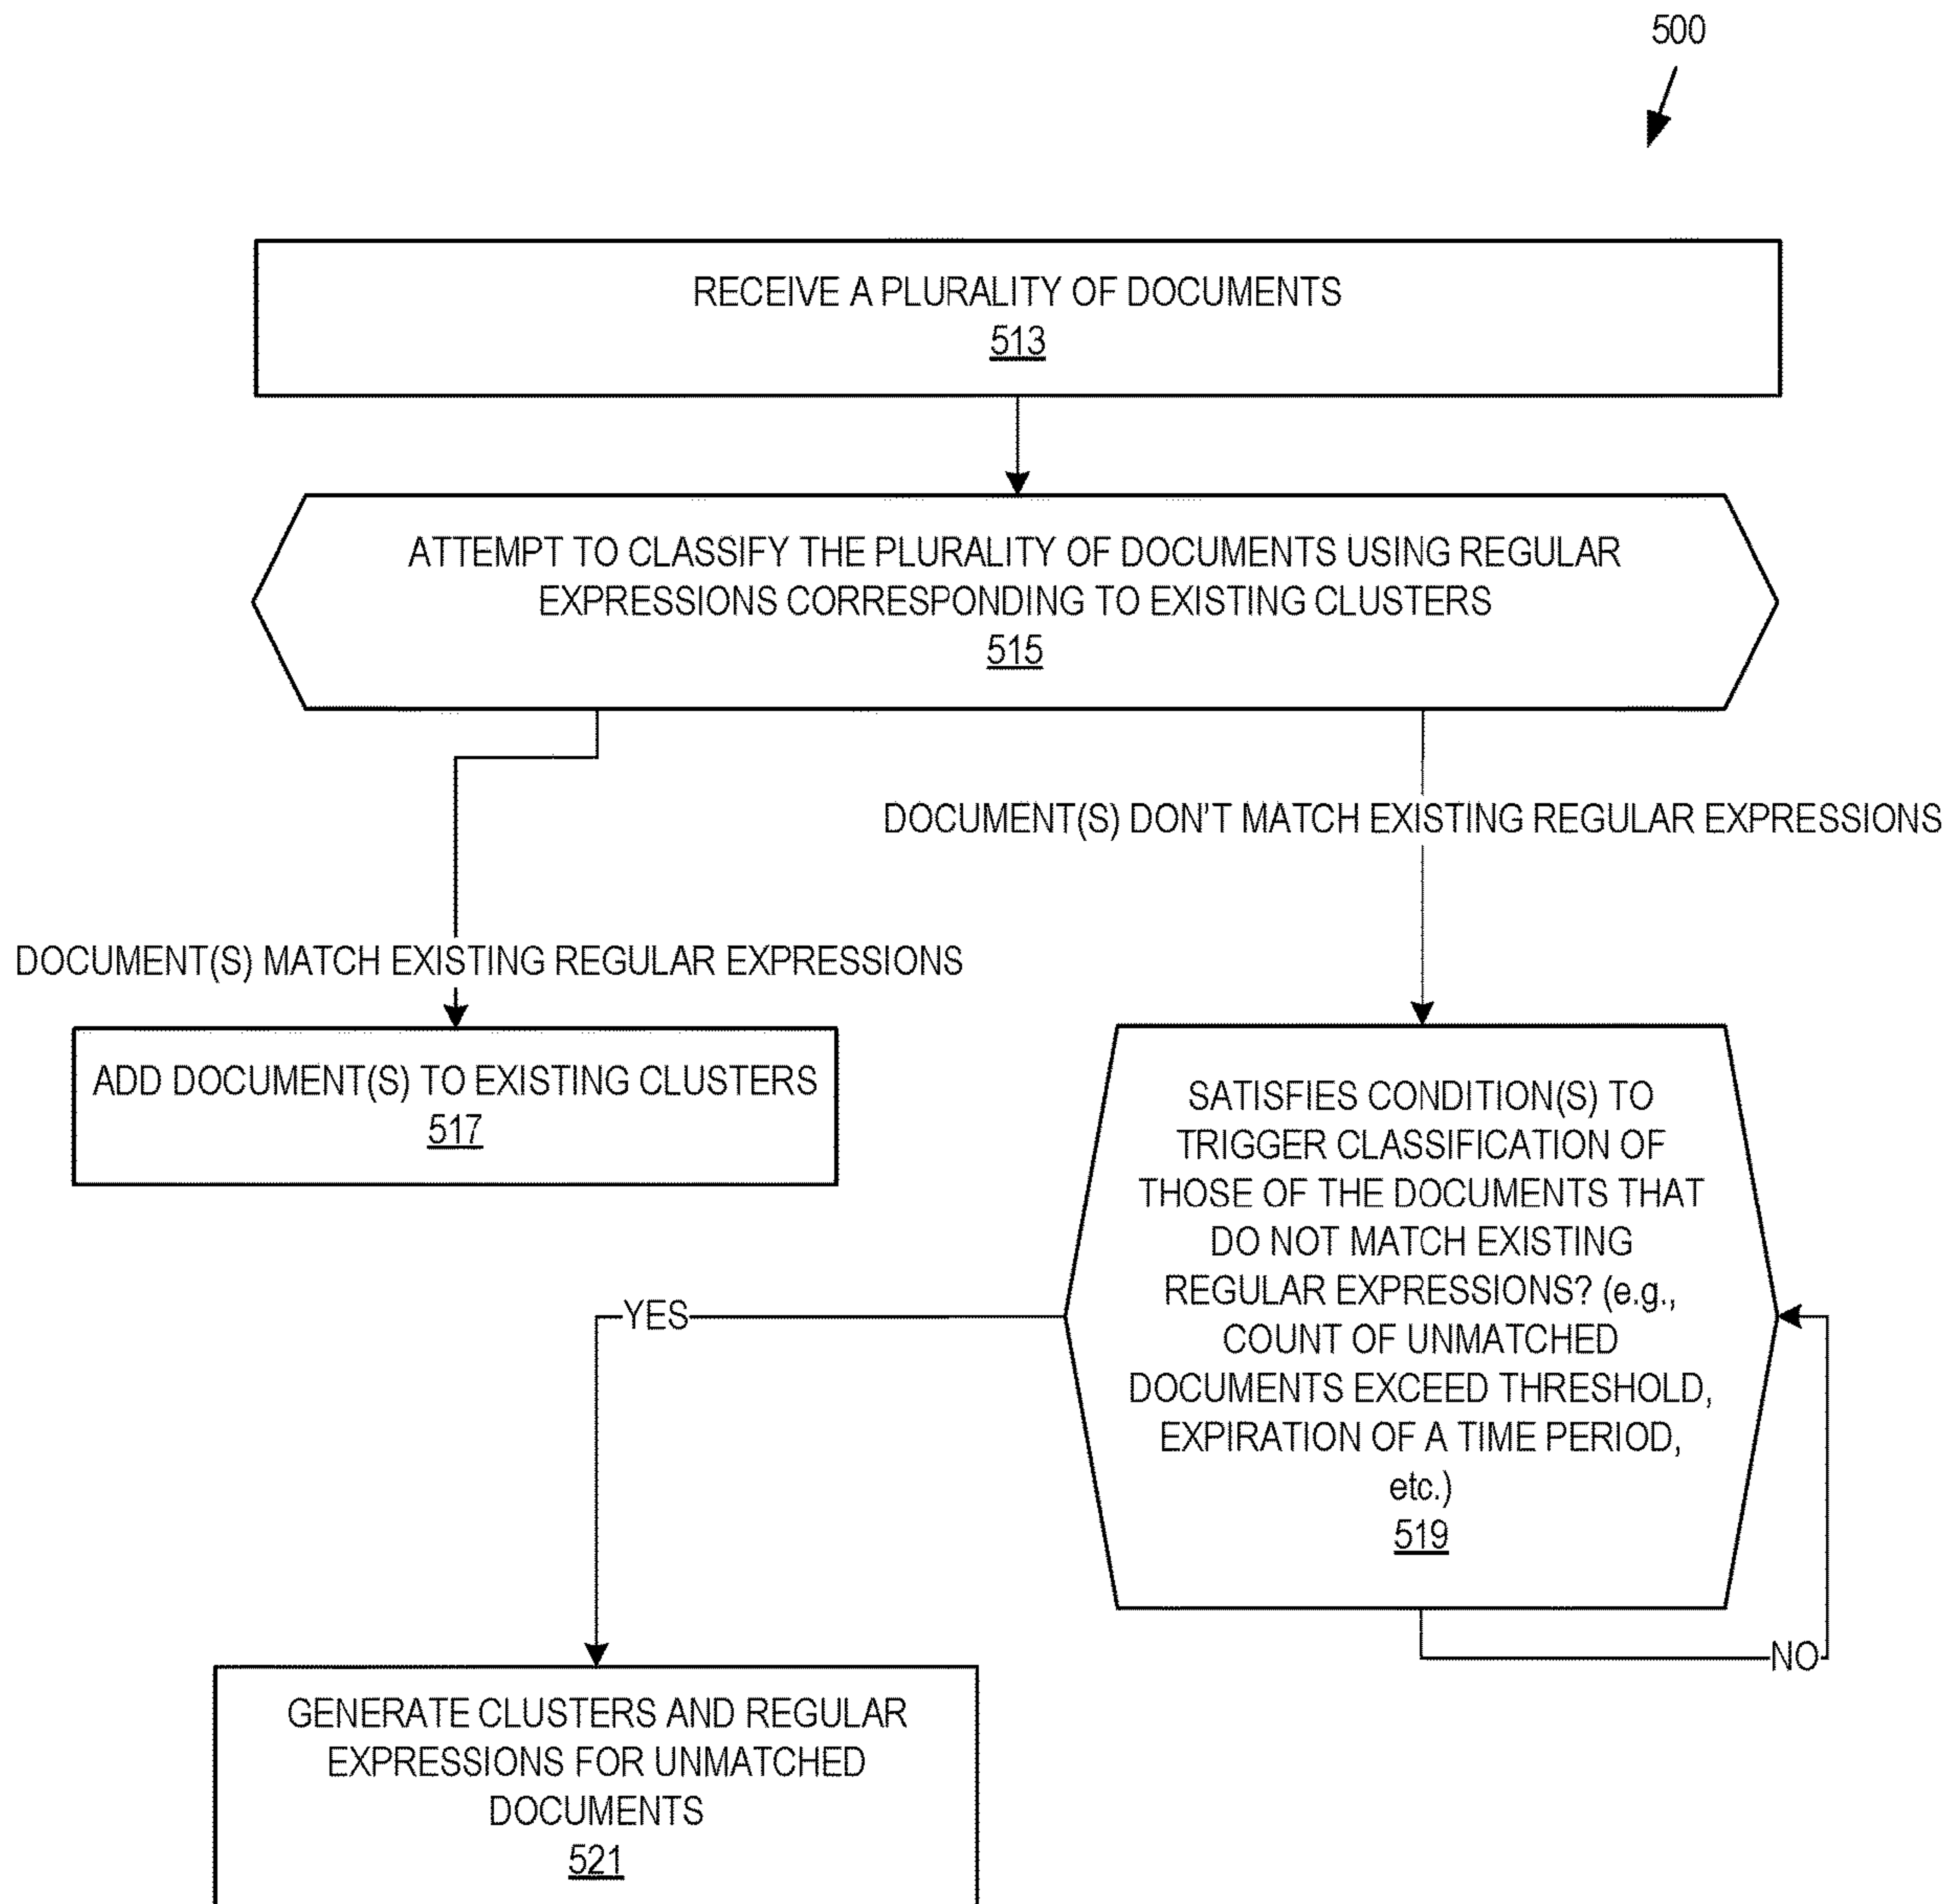 500
RECEIVE A PLURALITY OF DOCUMENTS
513
ATTEMPT TO CLASSIFY THE PLURALITY OF DOCUMENTS USING REGULAR
EXPRESSIONS CORRESPONDING TO EXISTING CLUSTERS
515
DOCUMENT(S) DON'T MATCH EXISTING REGULAR EXPRESSIONS
DOCUMENT(S) MATCH EXISTING REGULAR EXPRESSIONS
ADD DOCUMENT(S) TO EXISTING CLUSTERS
517
SATISFIES CONDITION(S) TO
TRIGGER CLASSIFICATION OF
THOSE OF THE DOCUMENTS THAT
DO NOT MATCH EXISTING
REGULAR EXPRESSIONS? (e.g.,
COUNT OF UNMATCHED
DOCUMENTS EXCEED THRESHOLD,
EXPIRATION OF A TIME PERIOD,
etc.)
519
YES
NO
GENERATE CLUSTERS AND REGULAR
EXPRESSIONS FOR UNMATCHED
DOCUMENTS
521